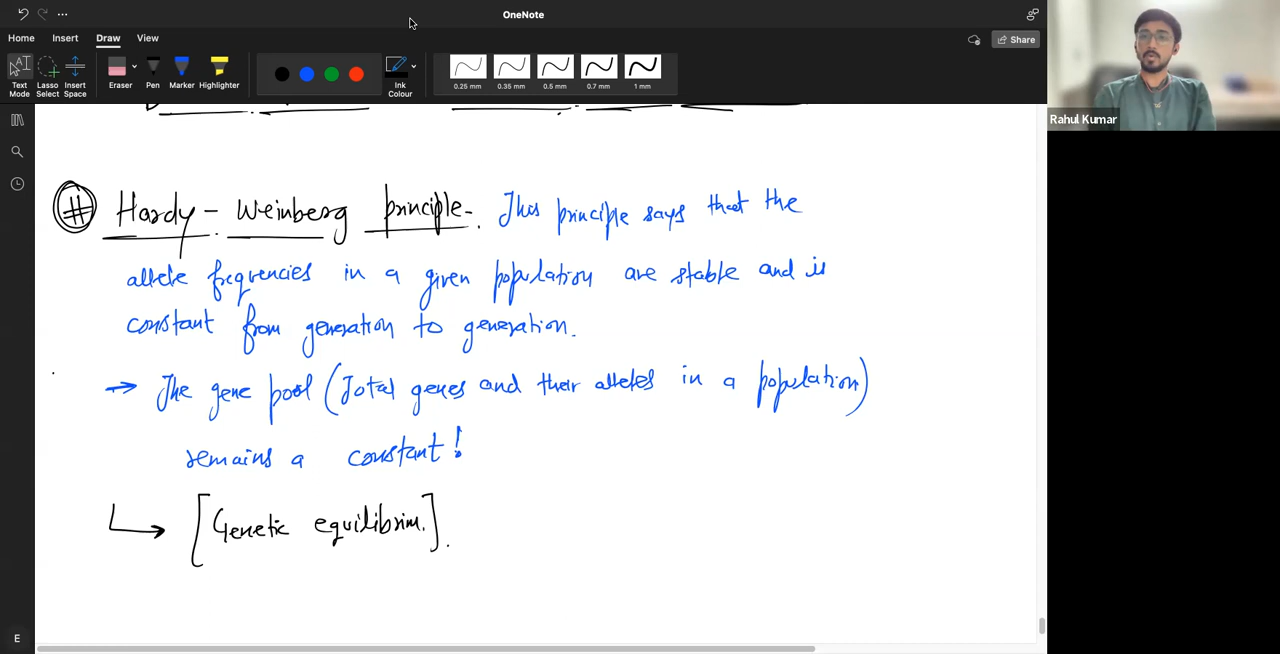 OneNote
Home Insert Draw View
Share
Text Mode
Lasso Select
Insert Space
Eraser
Pen
Marker
Highlighter
Ink Colour
0.25 mm 0.35 mm 0.5 mm 0.7 mm 1 mm
Rahul Kumar
# Hardy - Weinberg principle - This principle says that the
allele frequencies in a given population are stable and is
constant from generation to generation.
→ The gene pool (Total genes and their alleles in a population)
remains a constant!
↳ [Genetic equilibrim.].
E